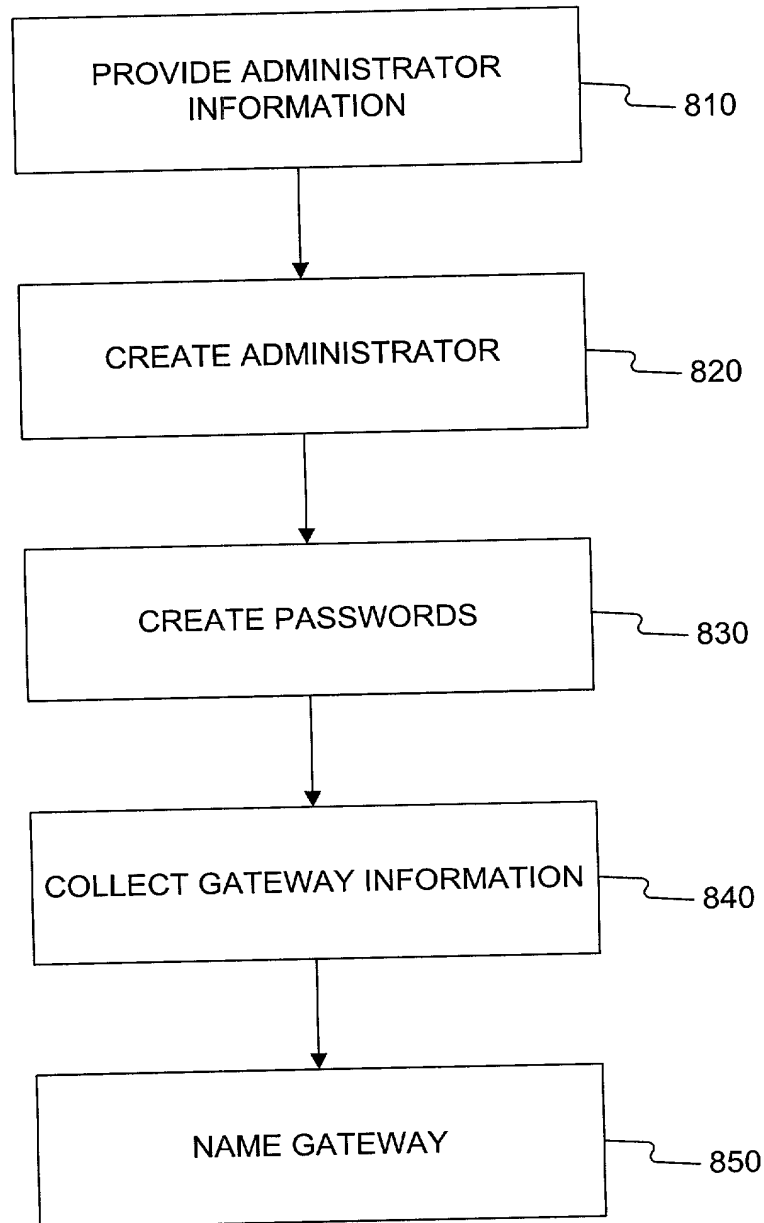 PROVIDE ADMINISTRATOR
INFORMATION
810
CREATE ADMINISTRATOR
820
CREATE PASSWORDS
830
COLLECT GATEWAY INFORMATION
840
NAME GATEWAY
850